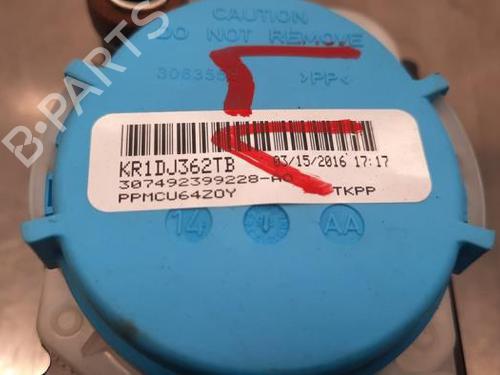 CAUTION
DO NOT REMOVE
>PP<
KR1DJ362TB
03/15/2016 17:17
307492399228-A0
PPMCU64Z0Y
TKPP
14
AA
B-PARTS